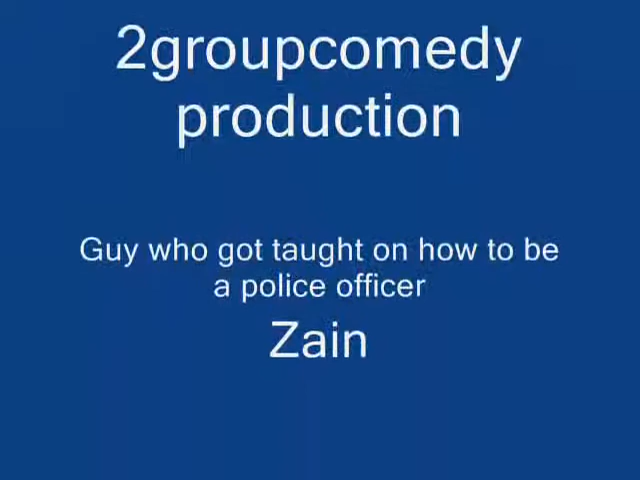 2groupcomedy
production
Guy who got taught on how to be
a police officer
Zain